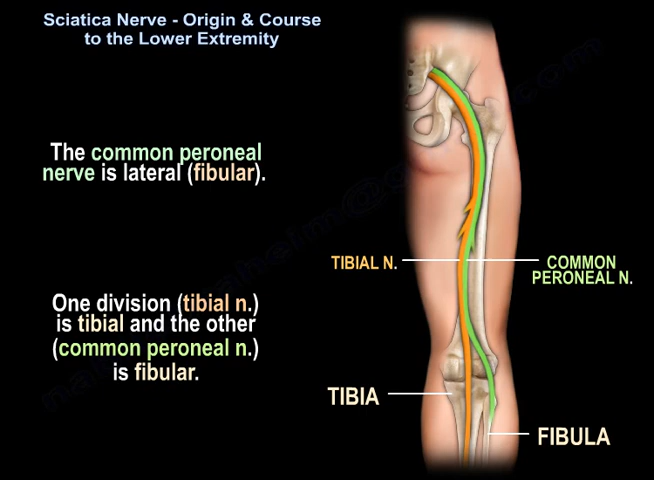 Sciatica Nerve - Origin & Course
to the Lower Extremity
The common peroneal
nerve is lateral (fibular).
One division (tibial n.)
is tibial and the other
(common peroneal n.)
is fibular.
TIBIAL N.
COMMON
PERONEAL N.
TIBIA
FIBULA